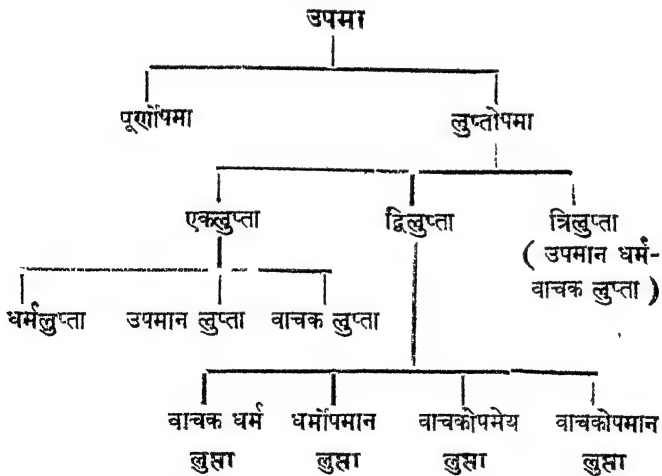 उपमा
पूर्णोपमा लुप्तोपमा
एकलुप्ता द्विलुप्ता त्रिलुप्ता
( उपमान धर्म-
वाचक लुप्ता )
धर्मलुप्ता उपमान लुप्ता वाचक लुप्ता
वाचक धर्म धर्मोपमान वाचकोपमेय वाचकोपमान
लुप्ता लुप्ता लुप्ता लुप्ता